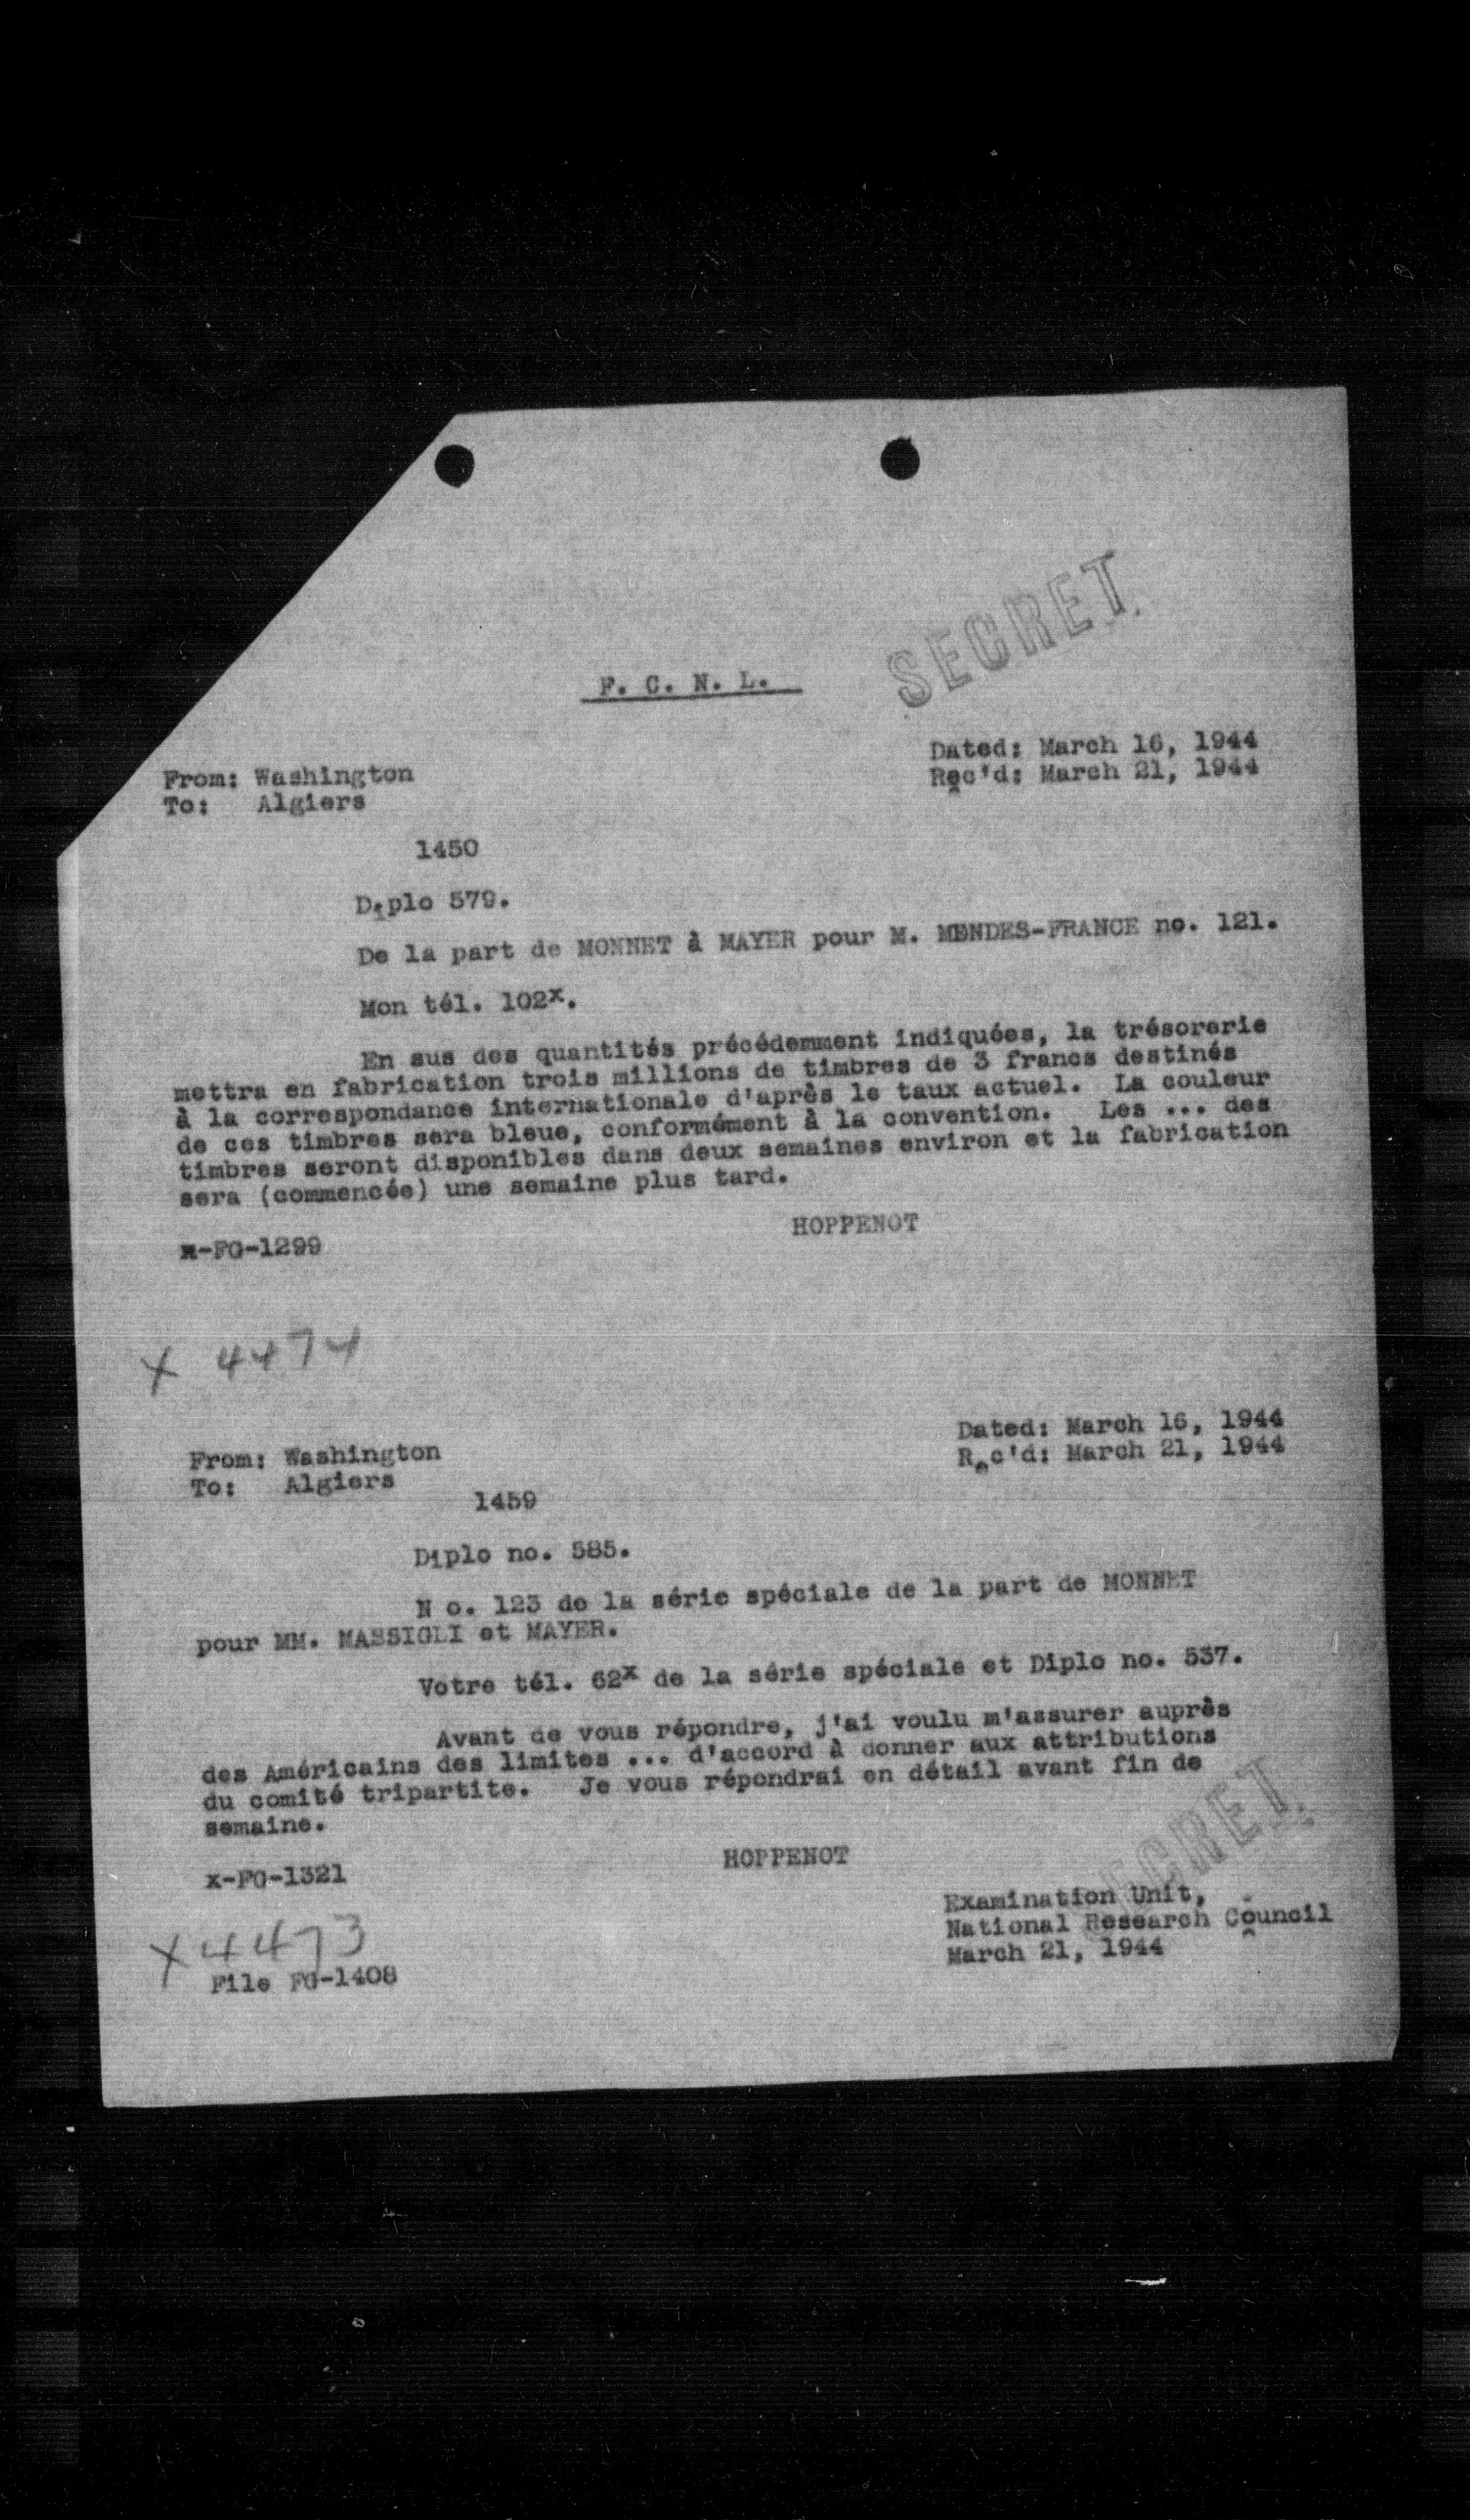 SECRET
F. C. N. L.
Dated: March 16, 1944
Rec'd: March 21, 1944
From: Washington
To: Algiers
1450
Diplo 579.
De la part de MONNET à MAYER pour M. MENDES-FRANCE no. 121.
Mon tél. 102x.
En sus des quantités précédemment indiquées, la trésorerie
mettra en fabrication trois millions de timbres de 3 francs destinés
à la correspondance internationale d'après le taux actuel. La couleur
de ces timbres sera bleue, conformément à la convention. Les ... des
timbres seront disponibles dans deux semaines environ et la fabrication
sera (commencée) une semaine plus tard.
HOPPENOT
x-FG-1299
x 4474
Dated: March 16, 1944
Rec'd: March 21, 1944
From: Washington
To: Algiers
1459
Diplo no. 585.
N o. 123 de la série spéciale de la part de MONNET
pour MM. MASSIGLI et MAYER.
Votre tél. 62x de la série spéciale et Diplo no. 537.
Avant de vous répondre, j'ai voulu m'assurer auprès
des Américains des limites ... d'accord à donner aux attributions
du comité tripartite. Je vous répondrai en détail avant fin de
semaine.
HOPPENOT
x-FG-1321
SECRET
Examination Unit,
National Research Council
March 21, 1944
x 4473
File FG-1408